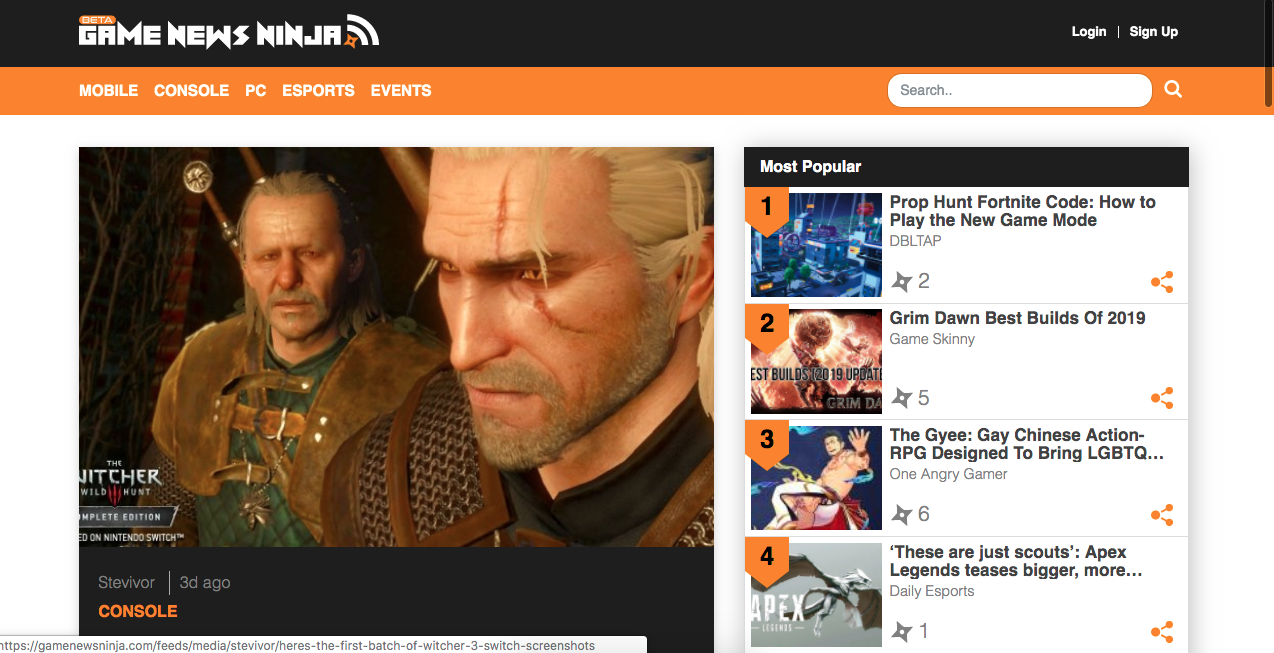 BETA
GAME NEWS NINJA
Login | Sign Up
MOBILE CONSOLE PC ESPORTS EVENTS
Search..
THE
WITCHER
WILD HUNT
OMPLETE EDITION
ED ON NINTENDO SWITCH™
Stevivor | 3d ago
CONSOLE
Most Popular
1
Prop Hunt Fortnite Code: How to
Play the New Game Mode
DBLTAP
2
2
EST BUILDS (2019 UPDATE
GRIM DA
Grim Dawn Best Builds Of 2019
Game Skinny
5
3
The Gyee: Gay Chinese Action-
RPG Designed To Bring LGBTQ...
One Angry Gamer
6
4
APEX
LEGENDS
‘These are just scouts’: Apex
Legends teases bigger, more...
Daily Esports
1
https://gamenewsninja.com/feeds/media/stevivor/heres-the-first-batch-of-witcher-3-switch-screenshots